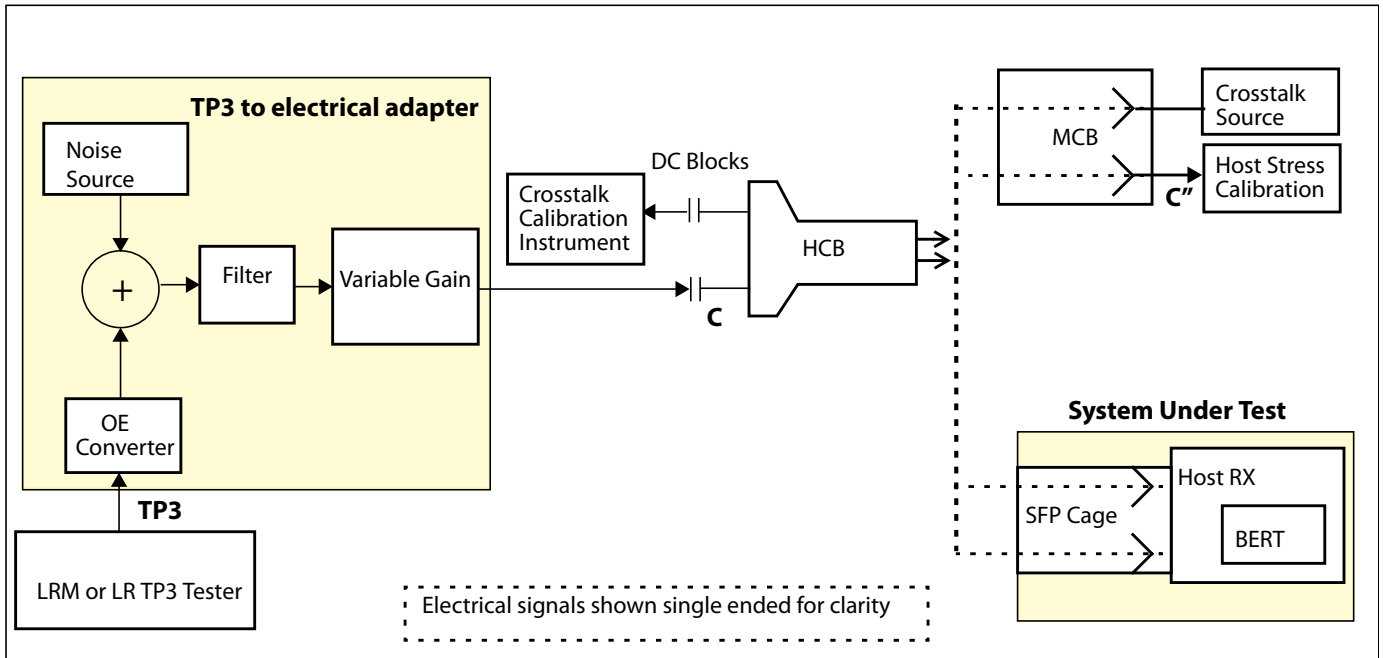 TP3 to electrical adapter
Noise
Source
+
Filter
Variable Gain
OE
Converter
TP3
LRM or LR TP3 Tester
DC Blocks
Crosstalk
Calibration
Instrument
C
HCB
MCB
Crosstalk
Source
Host Stress
Calibration
C”
System Under Test
SFP Cage
Host RX
BERT
Electrical signals shown single ended for clarity